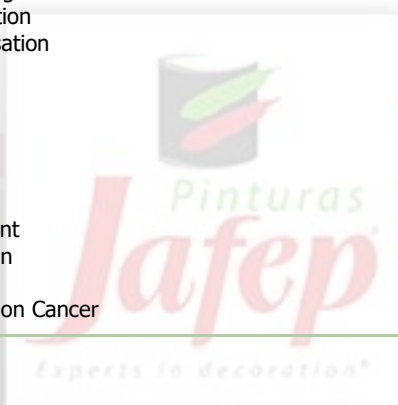 tion
ation
nt
n
on Cancer
Pinturas
Jafep
Experts in decoration®